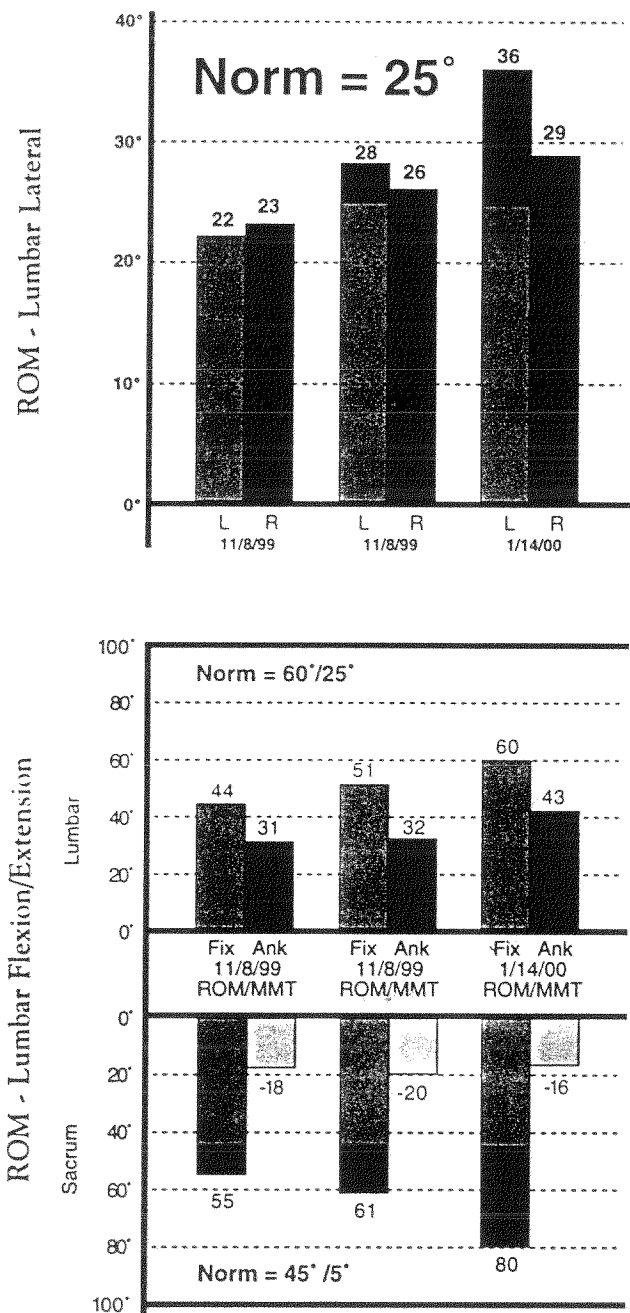 ROM - Lumbar Lateral
40°
Norm = 25°
36
30°
28
29
26
22
23
20°
10°
0°
L R L R L R
11/8/99 11/8/99 1/14/00
ROM - Lumbar Flexion/Extension
Lumbar
100°
Norm = 60°/25°
80°
60°
60
51
44
43
40°
31
32
20°
0°
Fix Ank Fix Ank Fix Ank
11/8/99 11/8/99 1/14/00
ROM/MMT ROM/MMT ROM/MMT
Sacrum
0°
20°
-18
-20
-16
40°
60°
55
61
80°
80
Norm = 45°/5°
100°